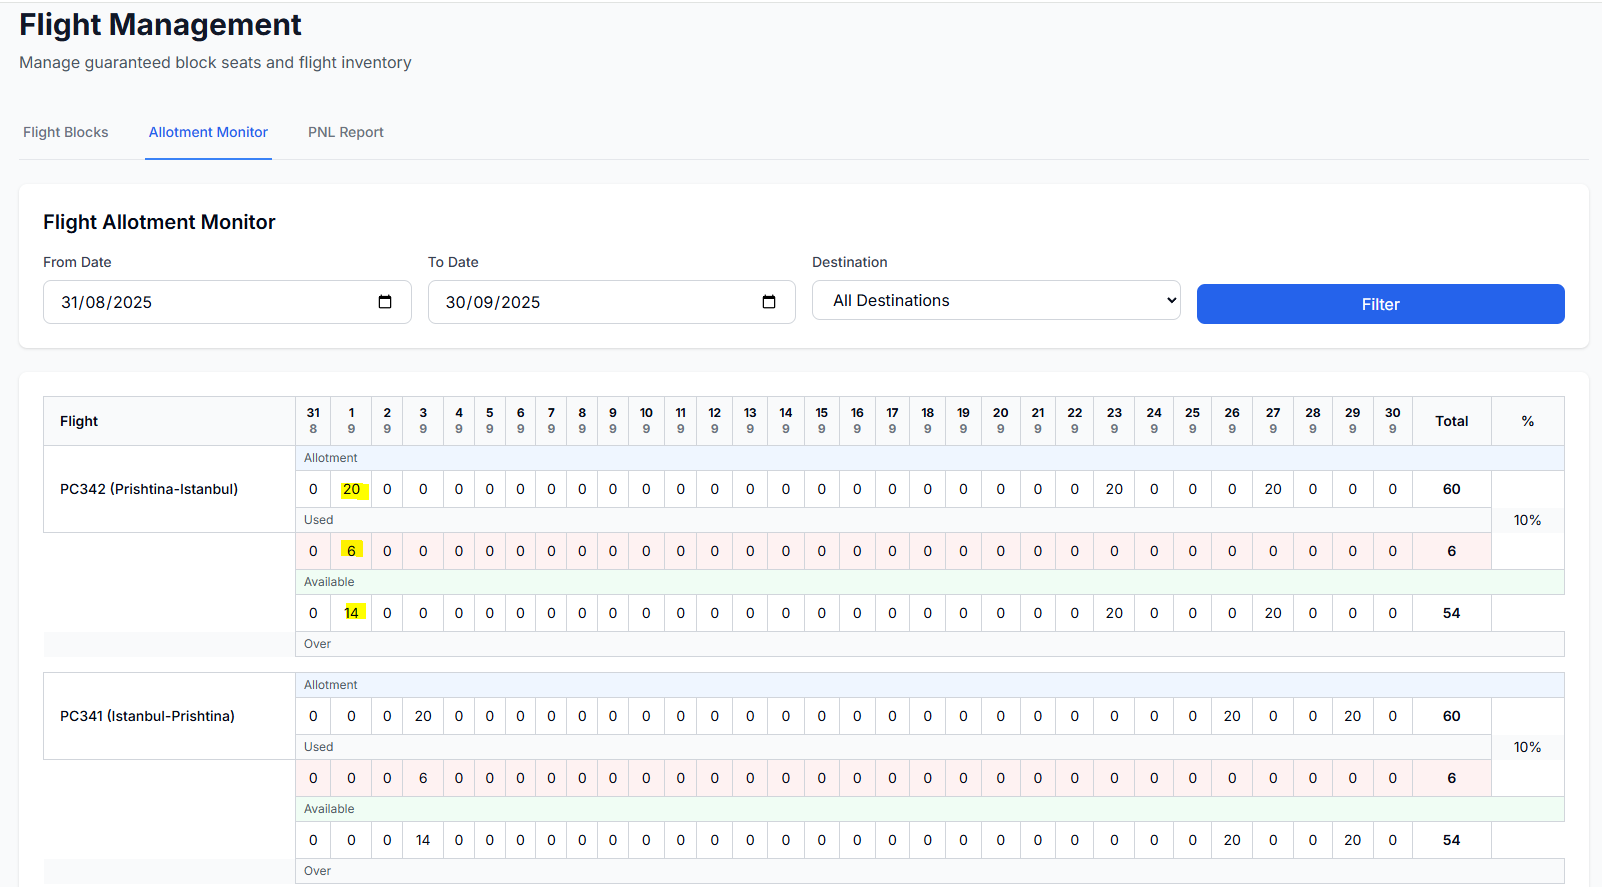 Flight Management
Manage guaranteed block seats and flight inventory
Flight Blocks Allotment Monitor PNL Report
Flight Allotment Monitor
From Date To Date Destination
31/08/2025 30/09/2025 All Destinations Filter
Flight 31 1 2 3 4 5 6 7 8 9 10 11 12 13 14 15 16 17 18 19 20 21 22 23 24 25 26 27 28 29 30 Total %
8 9 9 9 9 9 9 9 9 9 9 9 9 9 9 9 9 9 9 9 9 9 9 9 9 9 9 9 9 9 9
Allotment
PC342 (Prishtina-Istanbul) 0 20 0 0 0 0 0 0 0 0 0 0 0 0 0 0 0 0 0 0 0 0 0 20 0 0 0 20 0 0 0 60
Used 10%
0 6 0 0 0 0 0 0 0 0 0 0 0 0 0 0 0 0 0 0 0 0 0 0 0 0 0 0 0 0 0 6
Available
0 14 0 0 0 0 0 0 0 0 0 0 0 0 0 0 0 0 0 0 0 0 0 20 0 0 0 20 0 0 0 54
Over
Allotment
PC341 (Istanbul-Prishtina) 0 0 0 20 0 0 0 0 0 0 0 0 0 0 0 0 0 0 0 0 0 0 0 0 0 0 20 0 0 20 0 60
Used 10%
0 0 0 6 0 0 0 0 0 0 0 0 0 0 0 0 0 0 0 0 0 0 0 0 0 0 0 0 0 0 0 6
Available
0 0 0 14 0 0 0 0 0 0 0 0 0 0 0 0 0 0 0 0 0 0 0 0 0 0 20 0 0 20 0 54
Over